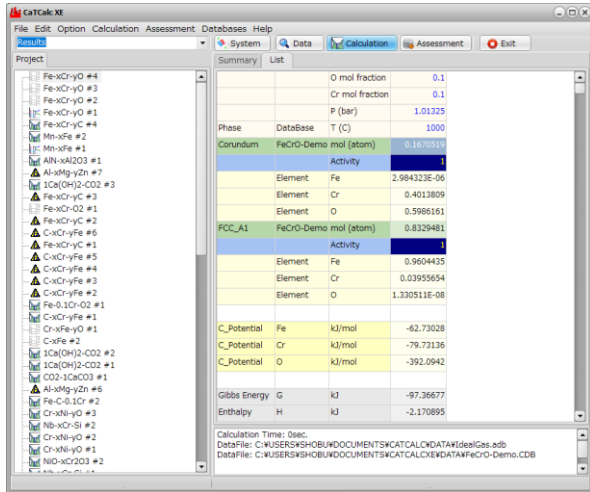 CaTCalc XE
File Edit Option Calculation Assessment Databases Help
Results
System Data Calculation Assessment Exit
Project
Fe-xCr-yO #4
Fe-xCr-yO #3
Fe-xCr-yO #2
Fe-xCr-yO #1
Fe-xCr-yC #4
Mn-xFe #2
Mn-xFe #1
AlN-xAl2O3 #1
Al-xMg-yZn #7
1Ca(OH)2-CO2 #3
Fe-xCr-yC #3
Fe-xCr-O2 #1
Fe-xCr-yC #2
C-xCr-yFe #6
Fe-xCr-yC #1
C-xCr-yFe #5
C-xCr-yFe #4
C-xCr-yFe #3
C-xCr-yFe #2
Fe-0.1Cr-O2 #1
C-xCr-yFe #1
Cr-xFe-yO #1
C-xFe #2
1Ca(OH)2-CO2 #2
1Ca(OH)2-CO2 #1
CO2-1CaCO3 #1
Al-xMg-yZn #6
Fe-C-0.1Cr #2
Cr-xNi-yO #3
Nb-xCr-Si #2
Cr-xNi-yO #2
Cr-xNi-yO #1
NiO-xCr2O3 #2
Summary List
O mol fraction 0.1
Cr mol fraction 0.1
P (bar) 1.01325
Phase DataBase T (C) 1000
Corundum FeCrO-Demo mol (atom) 0.1670519
Activity 1
Element Fe 2.984323E-06
Element Cr 0.4013809
Element O 0.5986161
FCC_A1 FeCrO-Demo mol (atom) 0.8329481
Activity 1
Element Fe 0.9604435
Element Cr 0.03955654
Element O 1.330511E-08
C_Potential Fe kJ/mol -62.73028
C_Potential Cr kJ/mol -79.73136
C_Potential O kJ/mol -392.0942
Gibbs Energy G kJ -97.36677
Enthalpy H kJ -2.170895
Calculation Time: 0sec.
DataFile: C:¥USERS¥SHOBU¥DOCUMENTS¥CATCALC¥DATA¥IdealGas.adb
DataFile: C:¥USERS¥SHOBU¥DOCUMENTS¥CATCALCXE¥DATA¥FeCrO-Demo.CDB